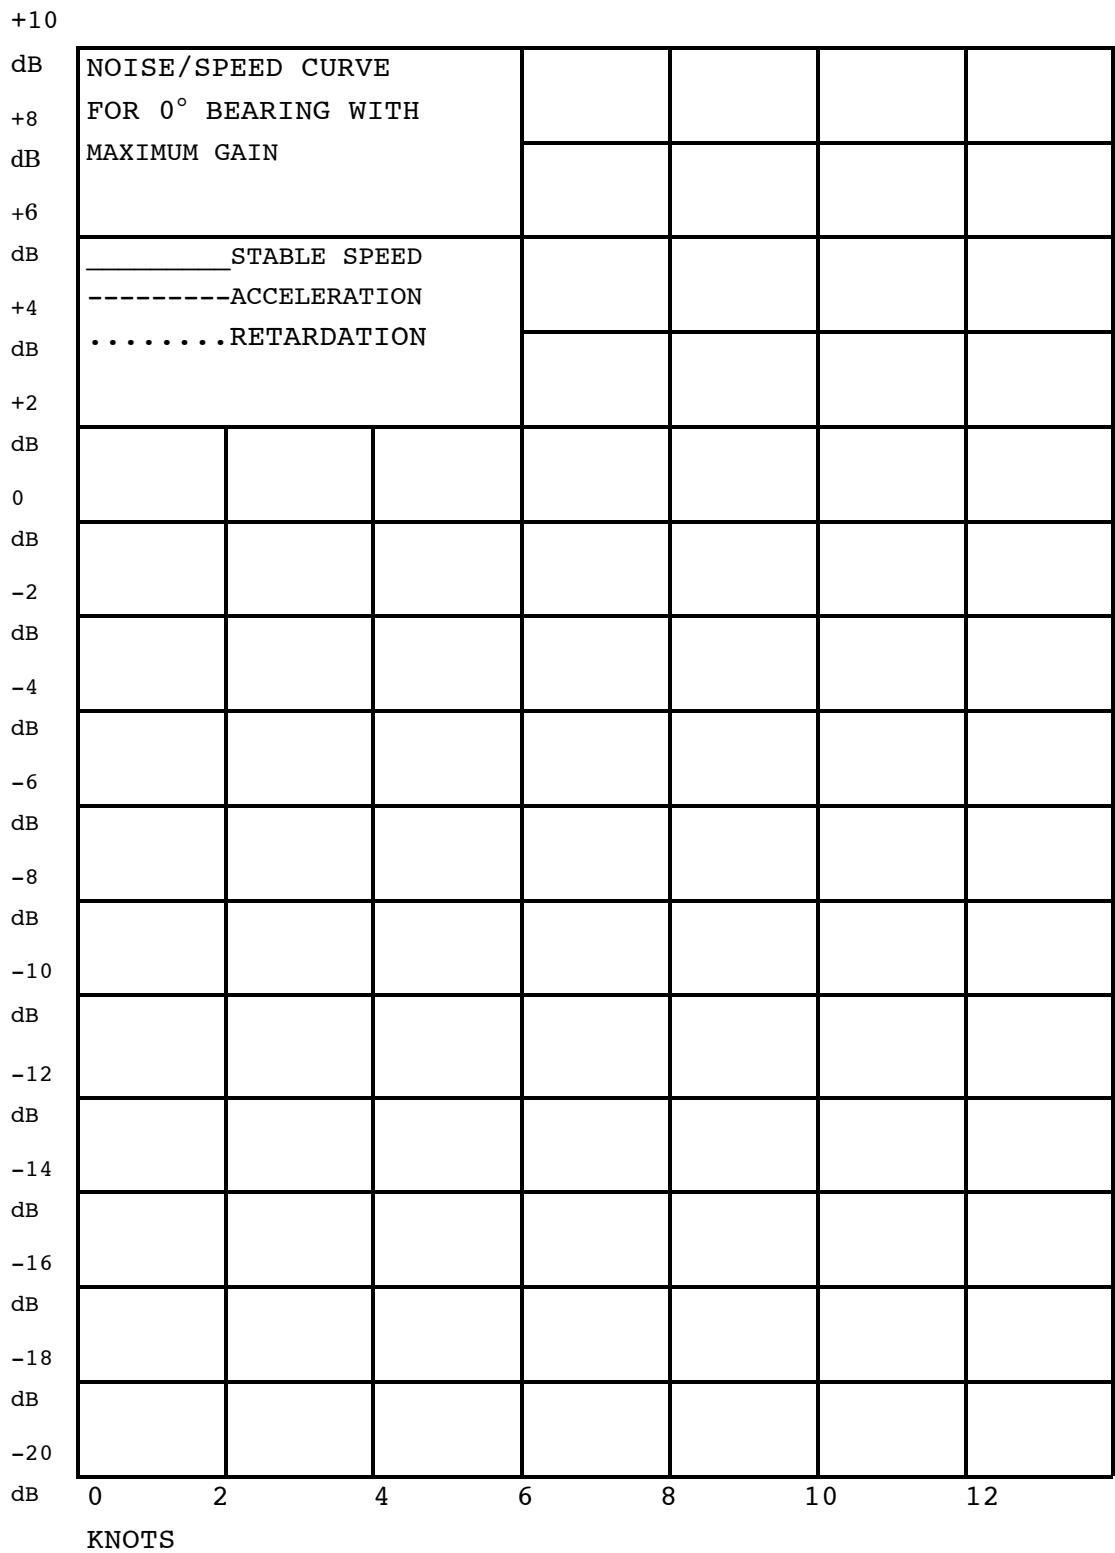 +10
dB
NOISE/SPEED CURVE
+8
FOR 0° BEARING WITH
dB
MAXIMUM GAIN
+6
dB
_________STABLE SPEED
+4
---------ACCELERATION
dB
........RETARDATION
+2
dB
0
dB
-2
dB
-4
dB
-6
dB
-8
dB
-10
dB
-12
dB
-14
dB
-16
dB
-18
dB
-20
dB
0 2 4 6 8 10 12
KNOTS